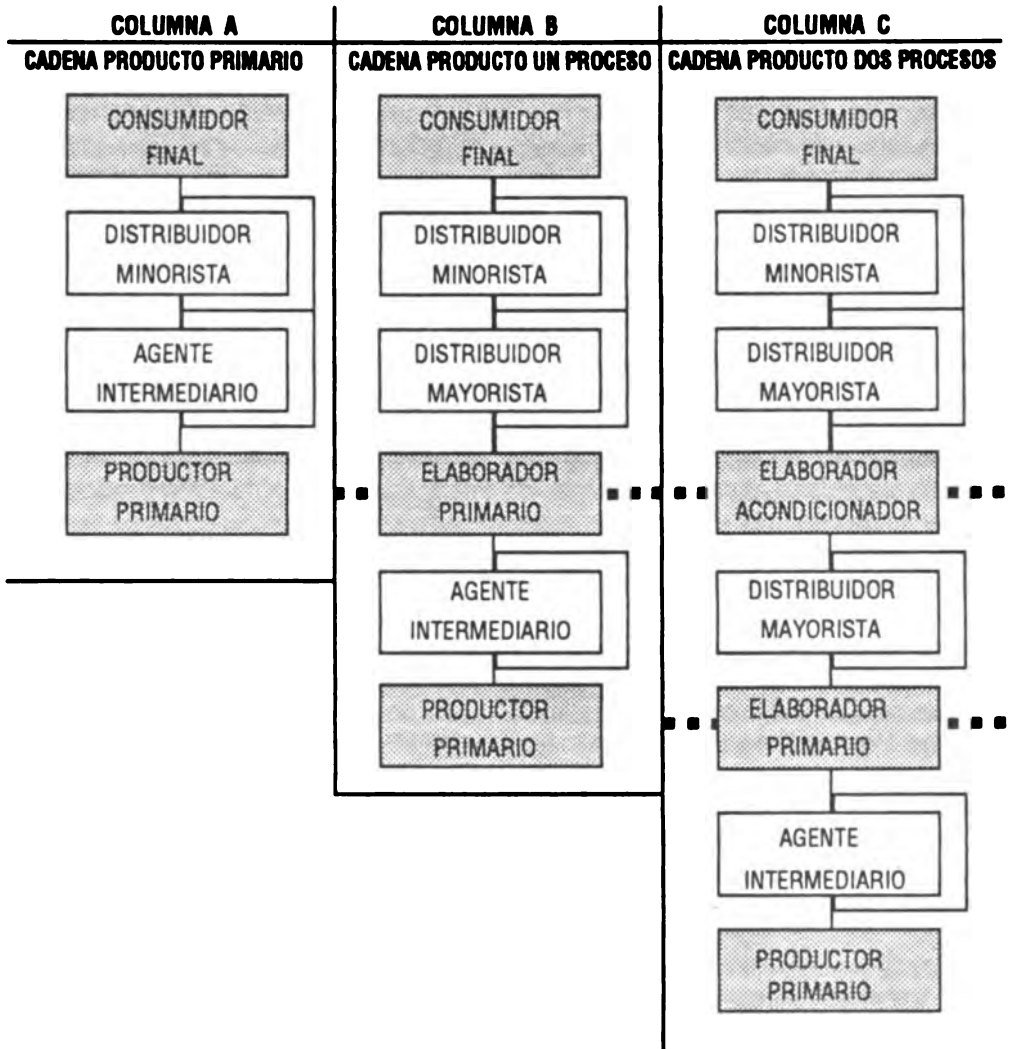 COLUMNA A
CADENA PRODUCTO PRIMARIO
CONSUMIDOR
FINAL
DISTRIBUIDOR
MINORISTA
AGENTE
INTERMEDIARIO
PRODUCTOR
PRIMARIO
COLUMNA B
CADENA PRODUCTO UN PROCESO
CONSUMIDOR
FINAL
DISTRIBUIDOR
MINORISTA
DISTRIBUIDOR
MAYORISTA
ELABORADOR
PRIMARIO
AGENTE
INTERMEDIARIO
PRODUCTOR
PRIMARIO
COLUMNA C
CADENA PRODUCTO DOS PROCESOS
CONSUMIDOR
FINAL
DISTRIBUIDOR
MINORISTA
DISTRIBUIDOR
MAYORISTA
ELABORADOR
ACONDICIONADOR
DISTRIBUIDOR
MAYORISTA
ELABORADOR
PRIMARIO
AGENTE
INTERMEDIARIO
PRODUCTOR
PRIMARIO